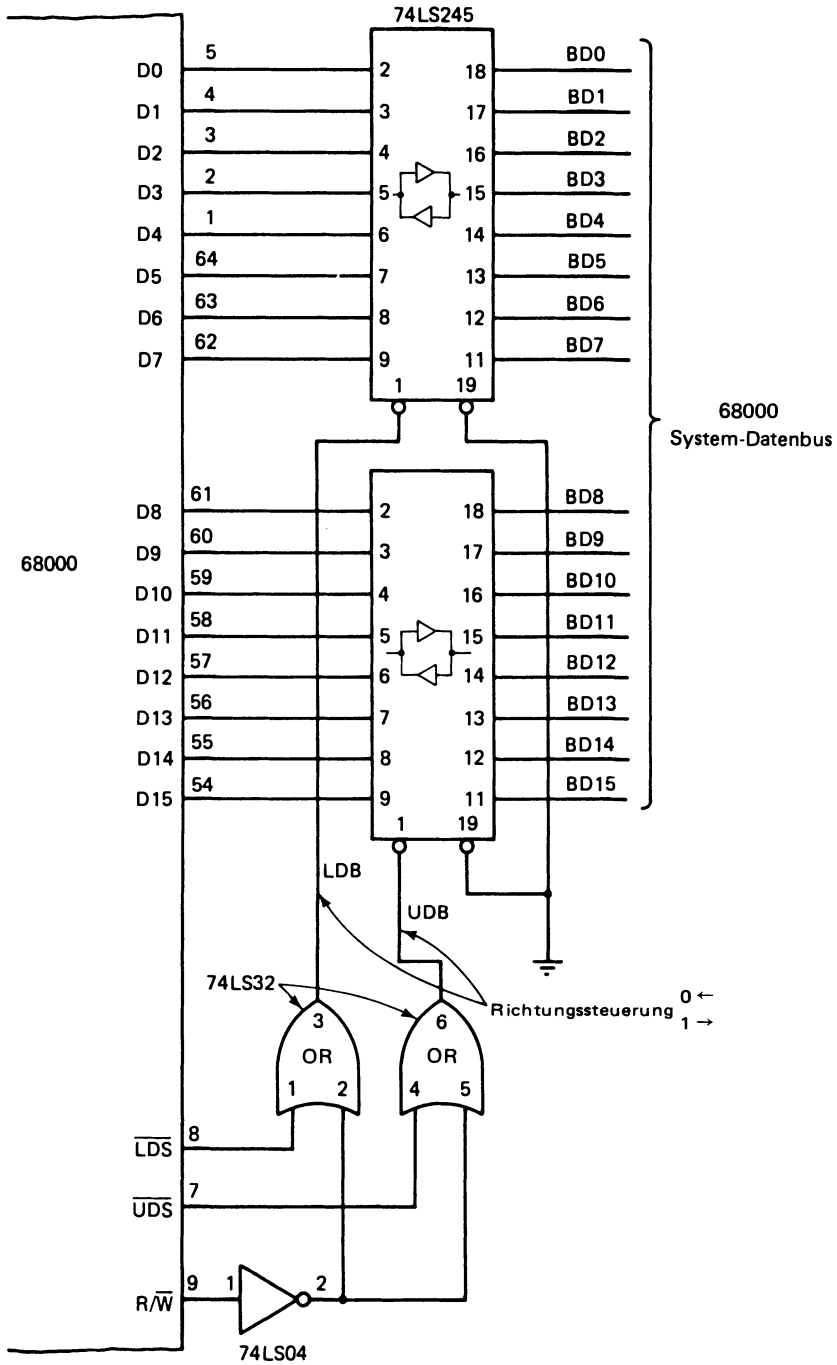 74LS245
D0 5 2 18 BD0
D1 4 3 17 BD1
D2 3 4 16 BD2
D3 2 5 15 BD3
D4 1 6 14 BD4
D5 64 7 13 BD5
D6 63 8 12 BD6
D7 62 9 11 BD7
1 19
68000
System-Datenbus
D8 61 2 18 BD8
D9 60 3 17 BD9
68000
D10 59 4 16 BD10
D11 58 5 15 BD11
D12 57 6 14 BD12
D13 56 7 13 BD13
D14 55 8 12 BD14
D15 54 9 11 BD15
1 19
LDB
UDB
74LS32
Richtungssteuerung 0 ←
1 →
3 6
OR OR
1 2 4 5
L̅D̅S̅ 8
U̅D̅S̅ 7
R/W̅ 9 1 2
74LS04